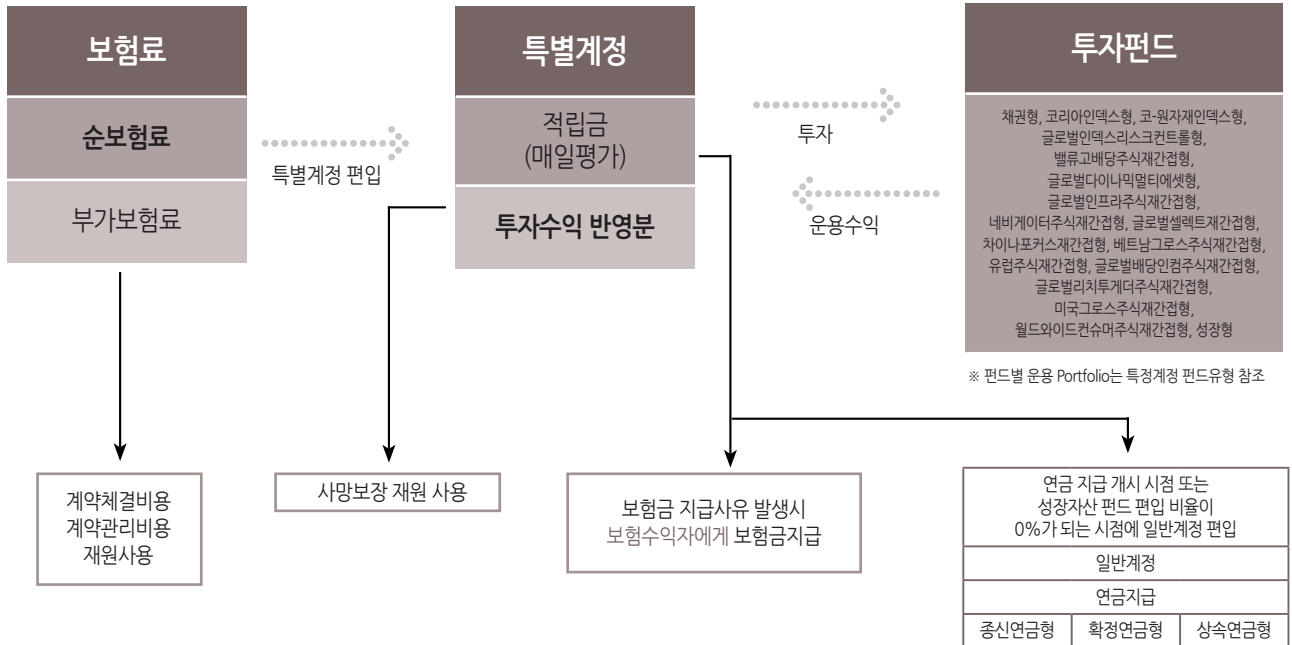 보험료
순보험료
부가보험료
특별계정 편입
특별계정
적립금
(매일평가)
투자수익 반영분
투자
운용수익
투자펀드
채권형, 코리아인덱스형, 코-원자재인덱스형,
글로벌인덱스리스크컨트롤형,
밸류고배당주식재간접형,
글로벌다이나믹멀티에셋형,
글로벌인프라주식재간접형,
네비게이터주식재간접형, 글로벌셀렉트재간접형,
차이나포커스재간접형, 베트남그로스주식재간접형,
유럽주식재간접형, 글로벌배당인컴주식재간접형,
글로벌리치투게더주식재간접형,
미국그로스주식재간접형,
월드와이드컨슈머주식재간접형, 성장형
※ 펀드별 운용 Portfolio는 특정계정 펀드유형 참조
계약체결비용
계약관리비용
재원사용
사망보장 재원 사용
보험금 지급사유 발생시
보험수익자에게 보험금지급
연금 지급 개시 시점 또는
성장자산 펀드 편입 비율이
0%가 되는 시점에 일반계정 편입
일반계정
연금지급
종신연금형 확정연금형 상속연금형